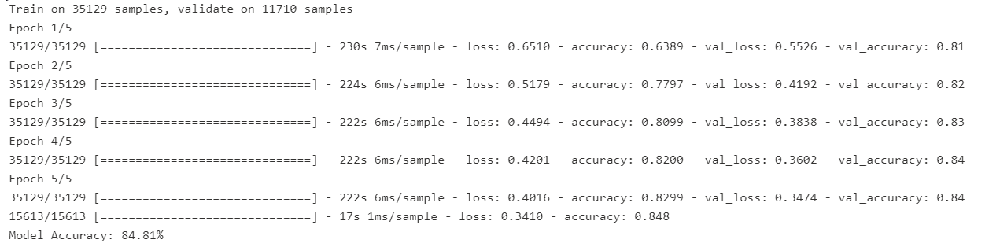 Train on 35129 samples, validate on 11710 samples
Epoch 1/5
35129/35129 [==============================] - 230s 7ms/sample - loss: 0.6510 - accuracy: 0.6389 - val_loss: 0.5526 - val_accuracy: 0.81
Epoch 2/5
35129/35129 [==============================] - 224s 6ms/sample - loss: 0.5179 - accuracy: 0.7797 - val_loss: 0.4192 - val_accuracy: 0.82
Epoch 3/5
35129/35129 [==============================] - 222s 6ms/sample - loss: 0.4494 - accuracy: 0.8099 - val_loss: 0.3838 - val_accuracy: 0.83
Epoch 4/5
35129/35129 [==============================] - 222s 6ms/sample - loss: 0.4201 - accuracy: 0.8200 - val_loss: 0.3602 - val_accuracy: 0.84
Epoch 5/5
35129/35129 [==============================] - 222s 6ms/sample - loss: 0.4016 - accuracy: 0.8299 - val_loss: 0.3474 - val_accuracy: 0.84
15613/15613 [==============================] - 17s 1ms/sample - loss: 0.3410 - accuracy: 0.848
Model Accuracy: 84.81%